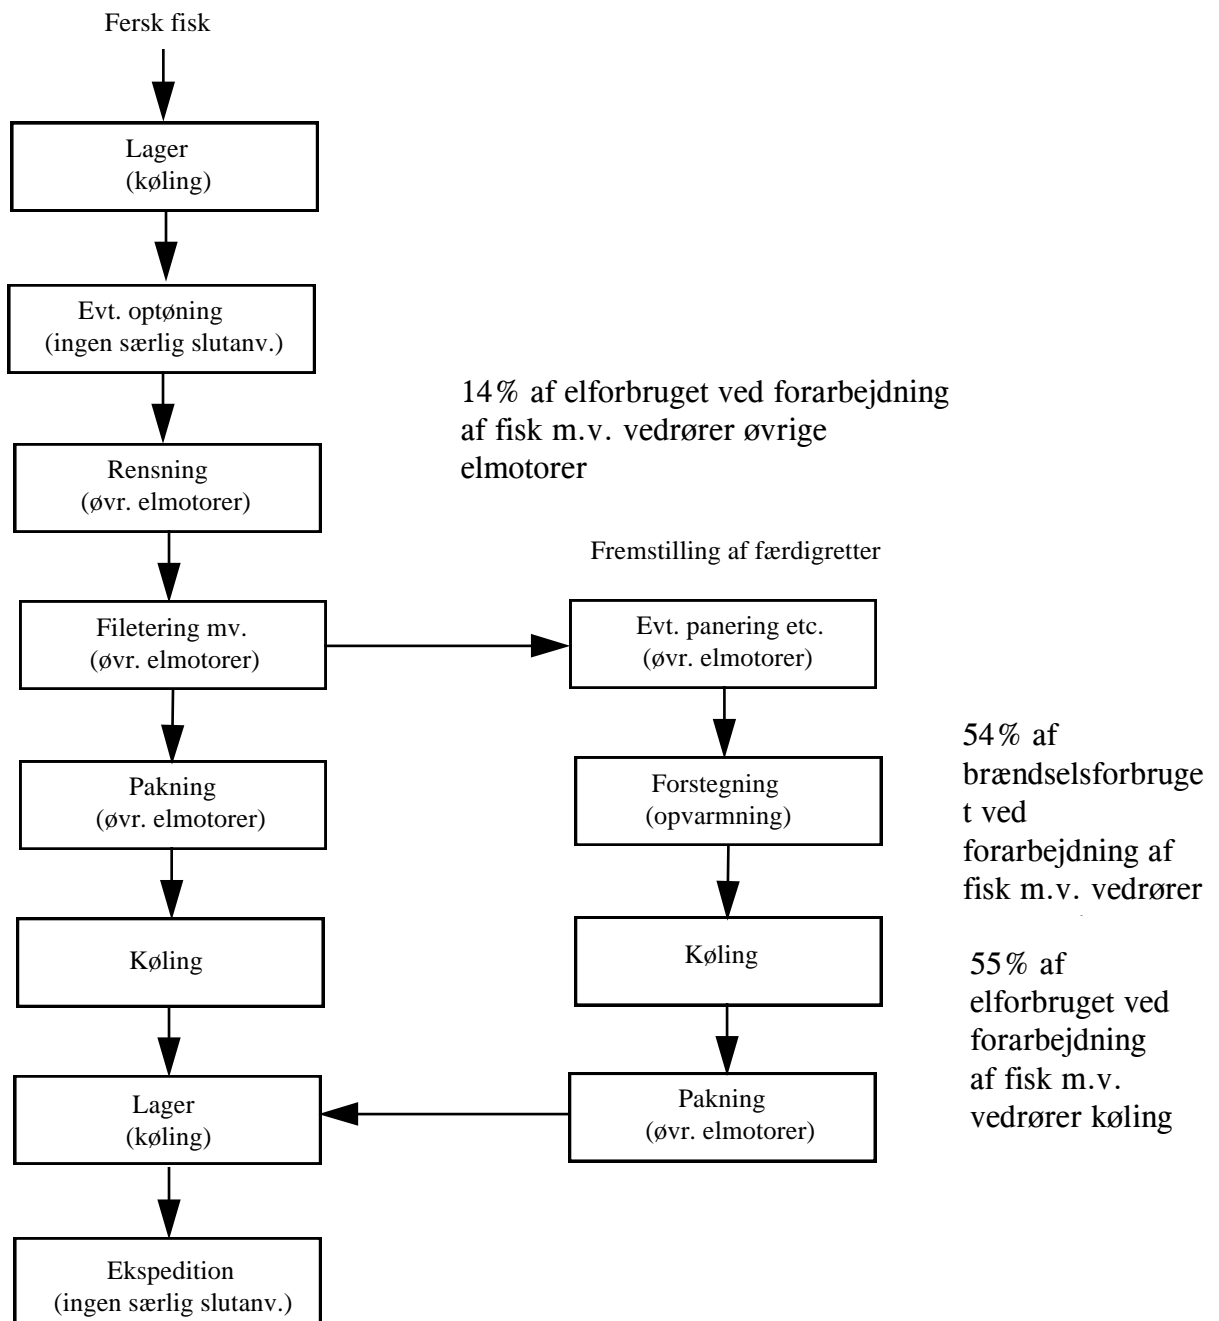 Fersk fisk
Lager
(køling)
Evt. optøning
(ingen særlig slutanv.)
14% af elforbruget ved forarbejdning
af fisk m.v. vedrører øvrige
elmotorer
Rensning
(øvr. elmotorer)
Fremstilling af færdigretter
Filetering mv.
(øvr. elmotorer)
Evt. panering etc.
(øvr. elmotorer)
Pakning
(øvr. elmotorer)
Forstegning
(opvarmning)
54% af
brændselsforbruge
t ved
forarbejdning af
fisk m.v. vedrører
Køling
Køling
55% af
elforbruget ved
forarbejdning
af fisk m.v.
vedrører køling
Lager
(køling)
Pakning
(øvr. elmotorer)
Ekspedition
(ingen særlig slutanv.)